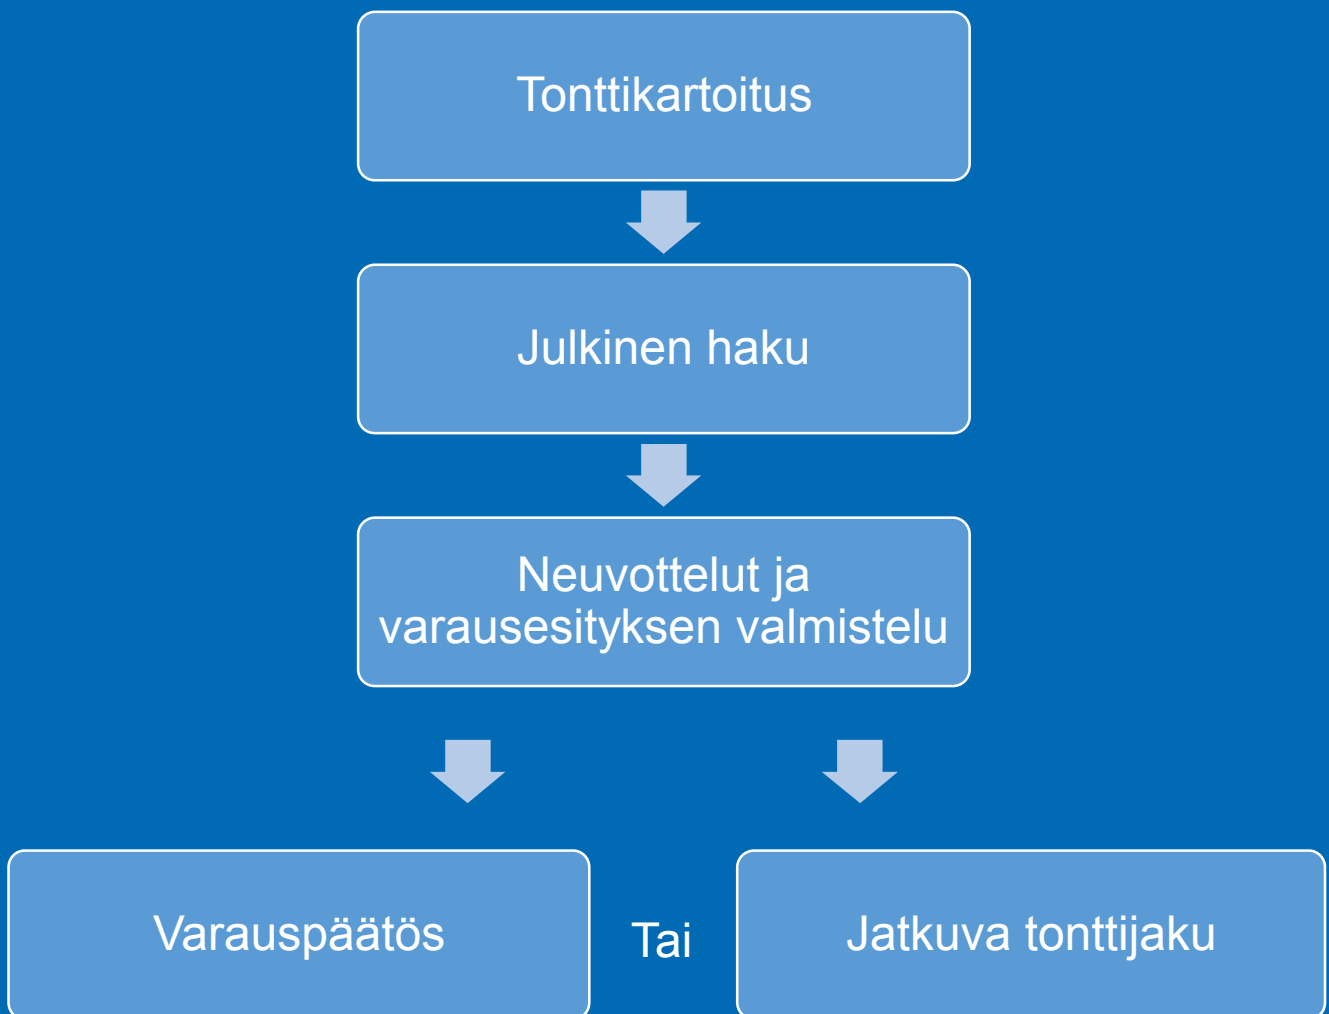 Tonttikartoitus
Julkinen haku
Neuvottelut ja
varausesityksen valmistelu
Varauspäätös
Tai
Jatkuva tonttijaku